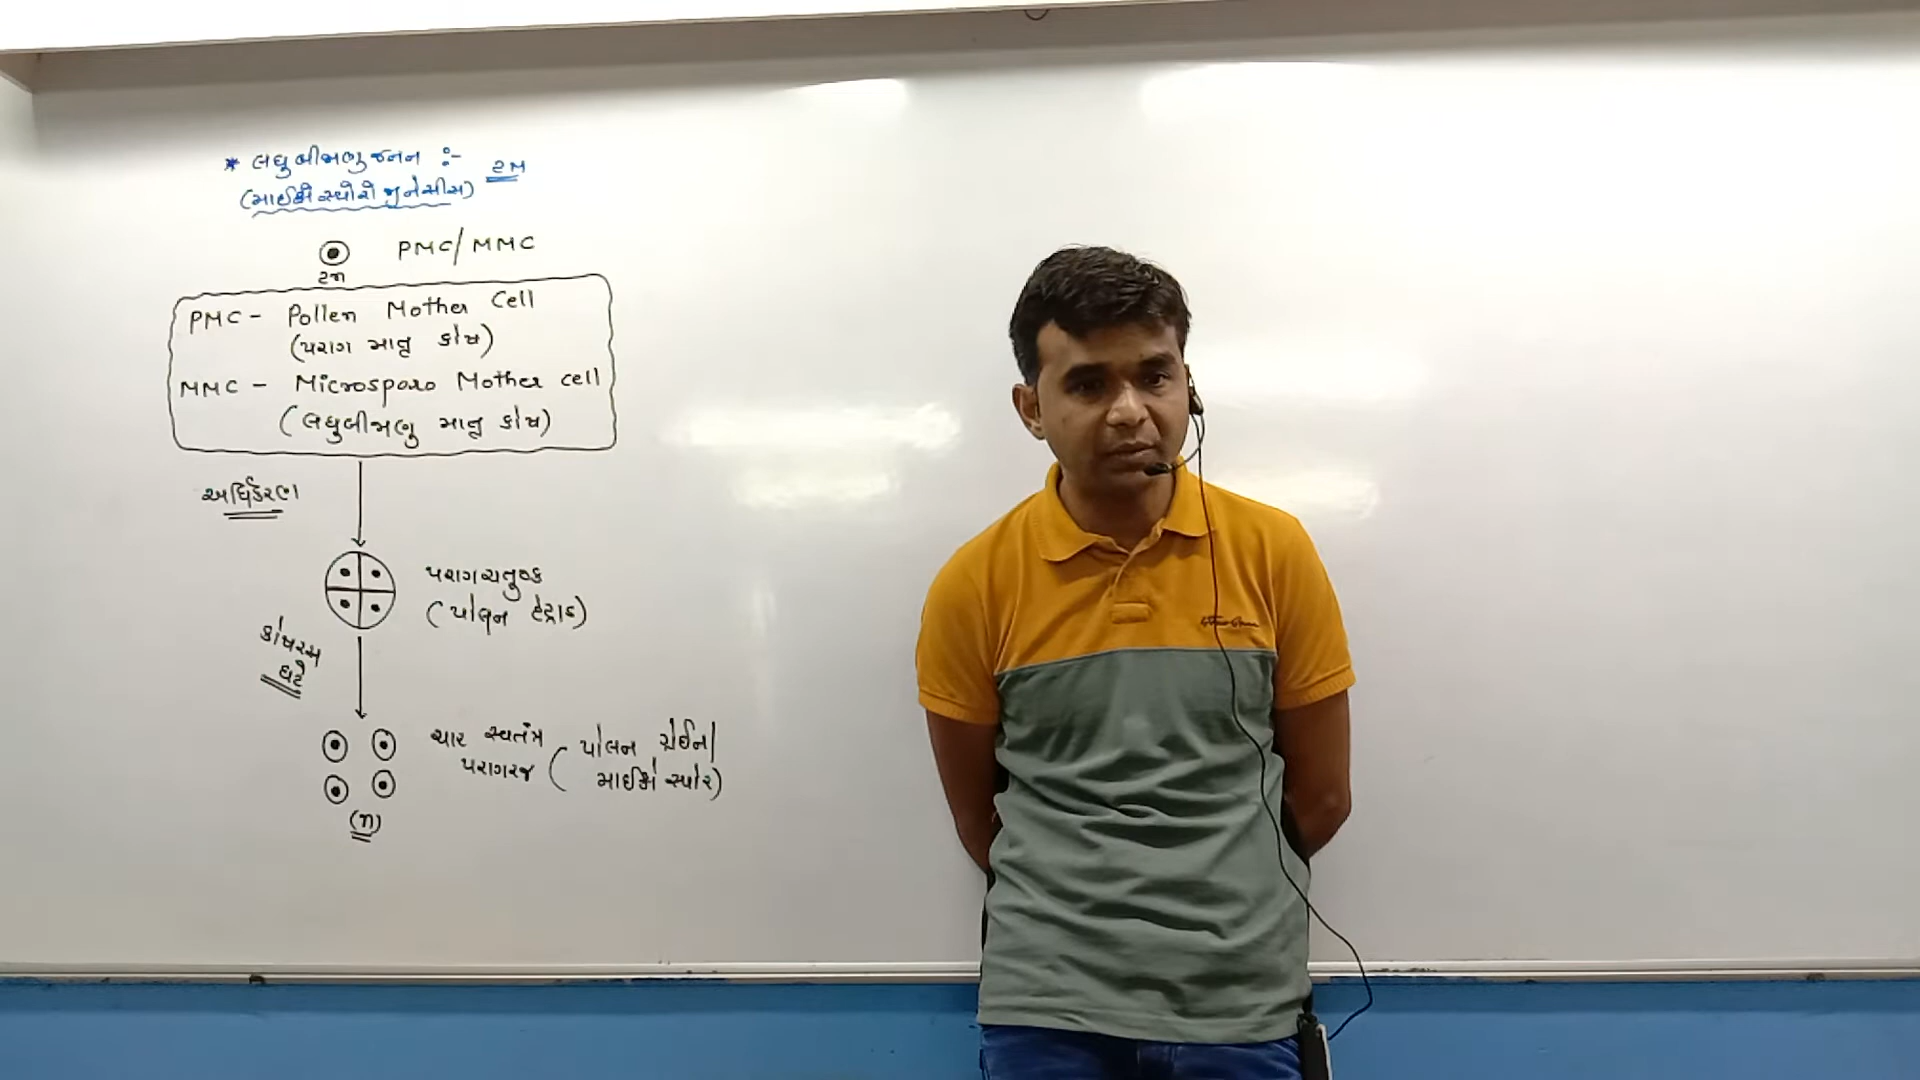 * લઘુબીજાણુજનન :- 2M
(માઈક્રોસ્પોરોજીનેસીસ)
PMC/MMC
2n
PMC - Pollen Mother Cell
(પરાગ માતૃ કોષ)
MMC - Microsporo Mother cell
(લઘુબીજાણુ માતૃ કોષ)
અર્ધીકરણ
પરાગચતુષ્ક
(પોલન ટેટ્રાડ)
કોષરસ
ઘટે
ચાર સ્વતંત્ર (પોલન ગ્રેઈન/
પરાગરજ માઈક્રોસ્પોર)
(n)